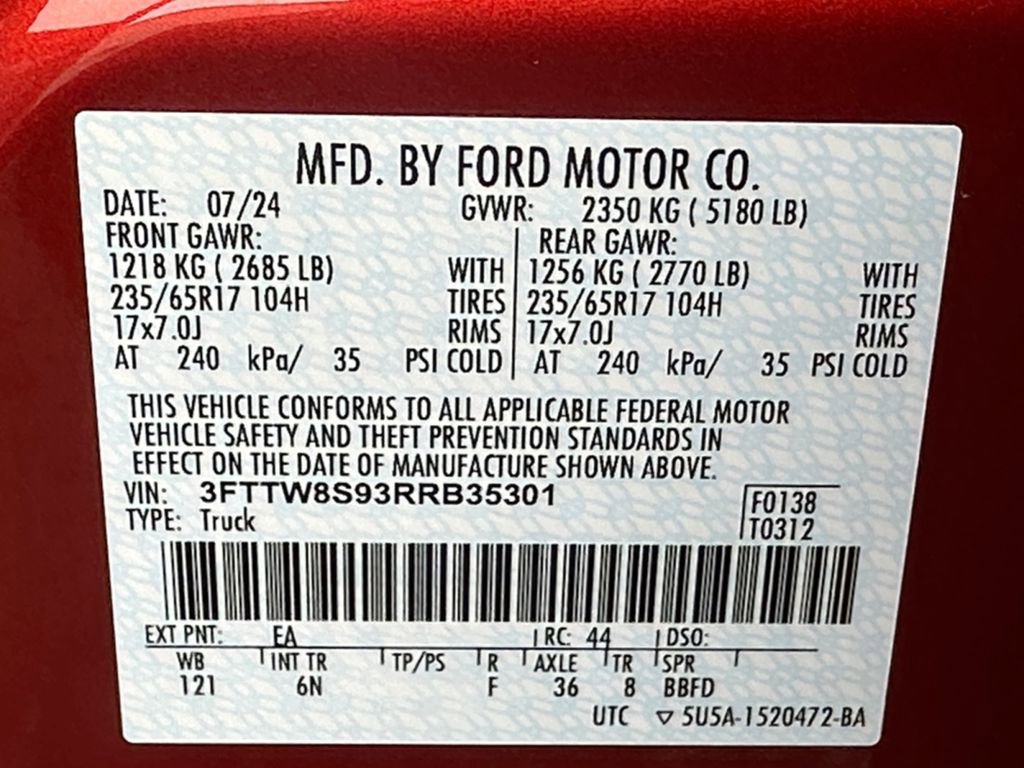 MFD. BY FORD MOTOR CO.
DATE: 07/24 GVWR: 2350 KG ( 5180 LB)
FRONT GAWR: REAR GAWR:
1218 KG ( 2685 LB) WITH 1256 KG ( 2770 LB) WITH
235/65R17 104H TIRES 235/65R17 104H TIRES
17x7.0J RIMS 17x7.0J RIMS
AT 240 kPa/ 35 PSI COLD AT 240 kPa/ 35 PSI COLD
THIS VEHICLE CONFORMS TO ALL APPLICABLE FEDERAL MOTOR
VEHICLE SAFETY AND THEFT PREVENTION STANDARDS IN
EFFECT ON THE DATE OF MANUFACTURE SHOWN ABOVE.
VIN: 3FTTW8S93RRB35301 F0138
TYPE: Truck T0312
EXT PNT: EA RC: 44 DSO:
WB INT TR TP/PS R AXLE TR SPR
121 6N F 36 8 BBFD
UTC ▽ 5U5A-1520472-BA